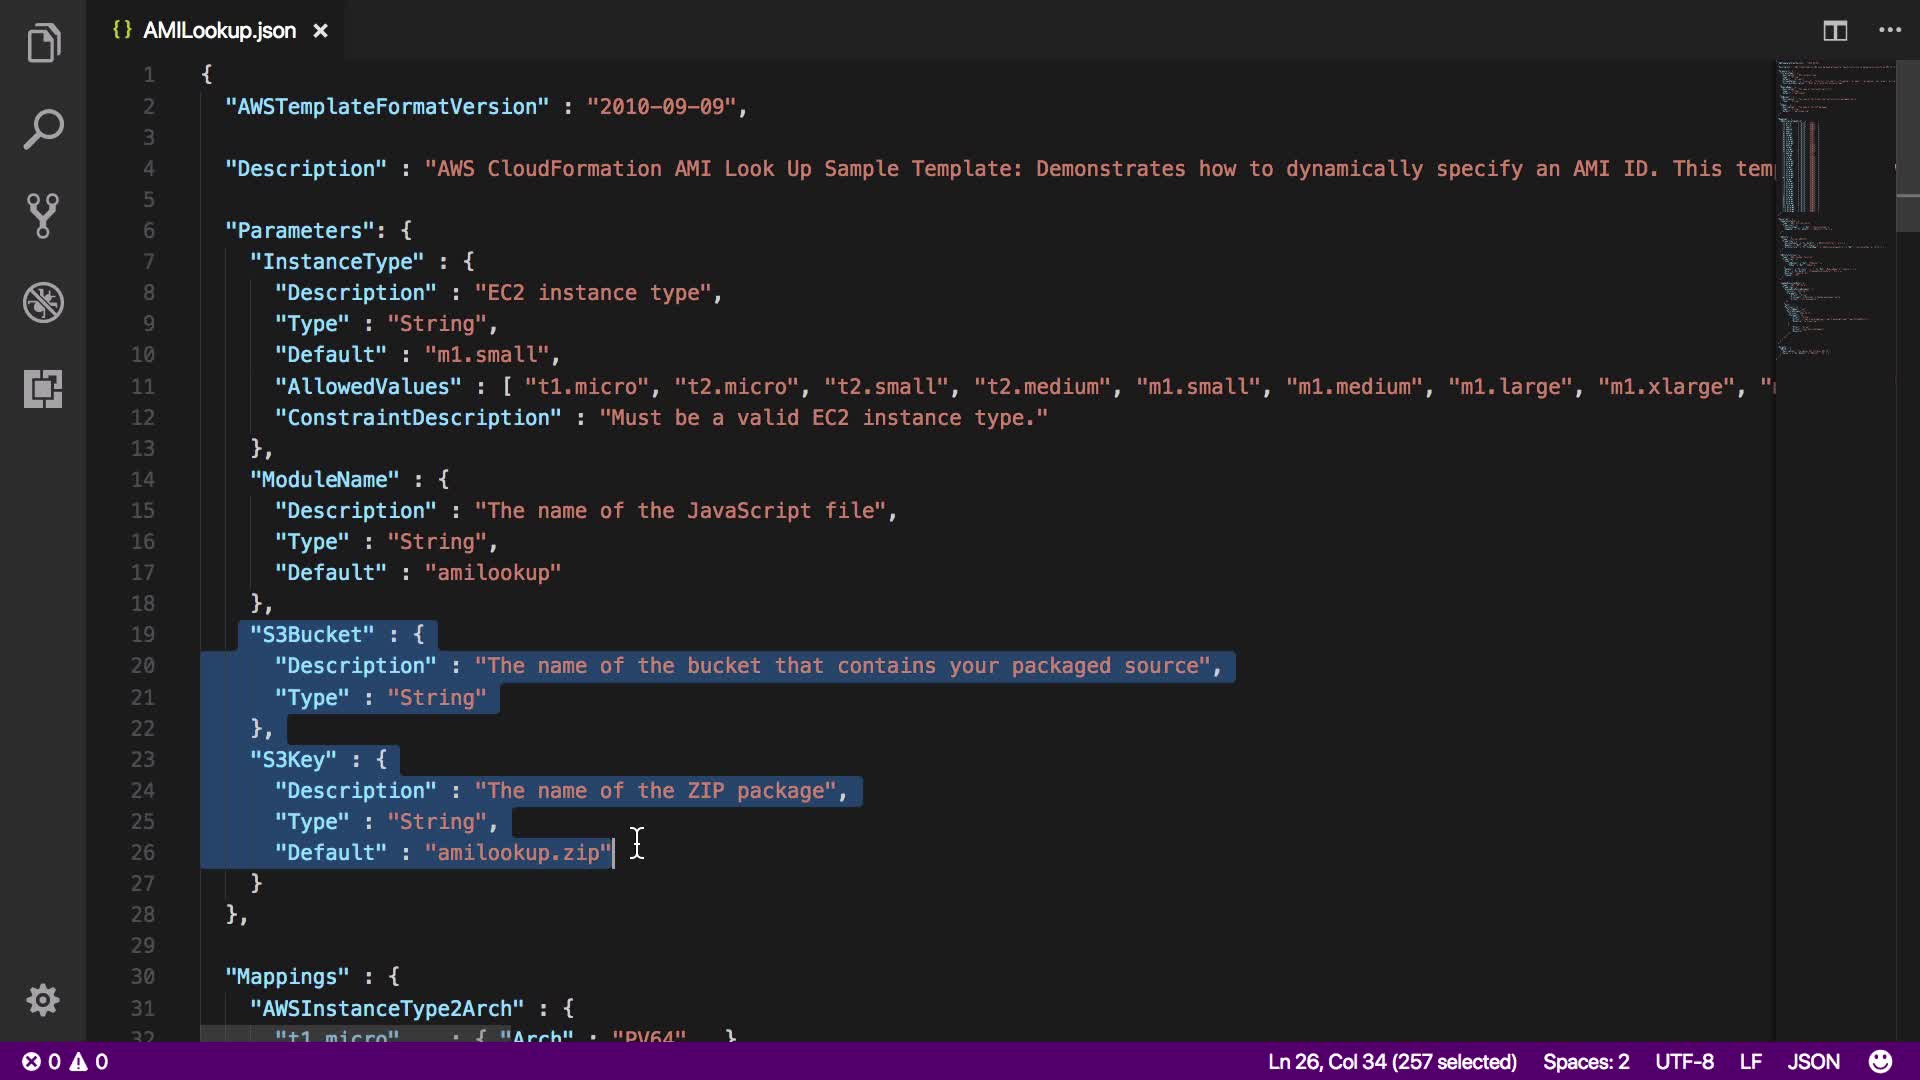 {} AMILookup.json ×
1 {
2 "AWSTemplateFormatVersion" : "2010-09-09",
3
4 "Description" : "AWS CloudFormation AMI Look Up Sample Template: Demonstrates how to dynamically specify an AMI ID. This tem
5
6 "Parameters": {
7 "InstanceType" : {
8 "Description" : "EC2 instance type",
9 "Type" : "String",
10 "Default" : "m1.small",
11 "AllowedValues" : [ "t1.micro", "t2.micro", "t2.small", "t2.medium", "m1.small", "m1.medium", "m1.large", "m1.xlarge", "
12 "ConstraintDescription" : "Must be a valid EC2 instance type."
13 },
14 "ModuleName" : {
15 "Description" : "The name of the JavaScript file",
16 "Type" : "String",
17 "Default" : "amilookup"
18 },
19 "S3Bucket" : {
20 "Description" : "The name of the bucket that contains your packaged source",
21 "Type" : "String"
22 },
23 "S3Key" : {
24 "Description" : "The name of the ZIP package",
25 "Type" : "String",
26 "Default" : "amilookup.zip"
27 }
28 },
29
30 "Mappings" : {
31 "AWSInstanceType2Arch" : {
32 "t1.micro" : { "Arch" : "PV64" }
0 0 Ln 26, Col 34 (257 selected) Spaces: 2 UTF-8 LF JSON